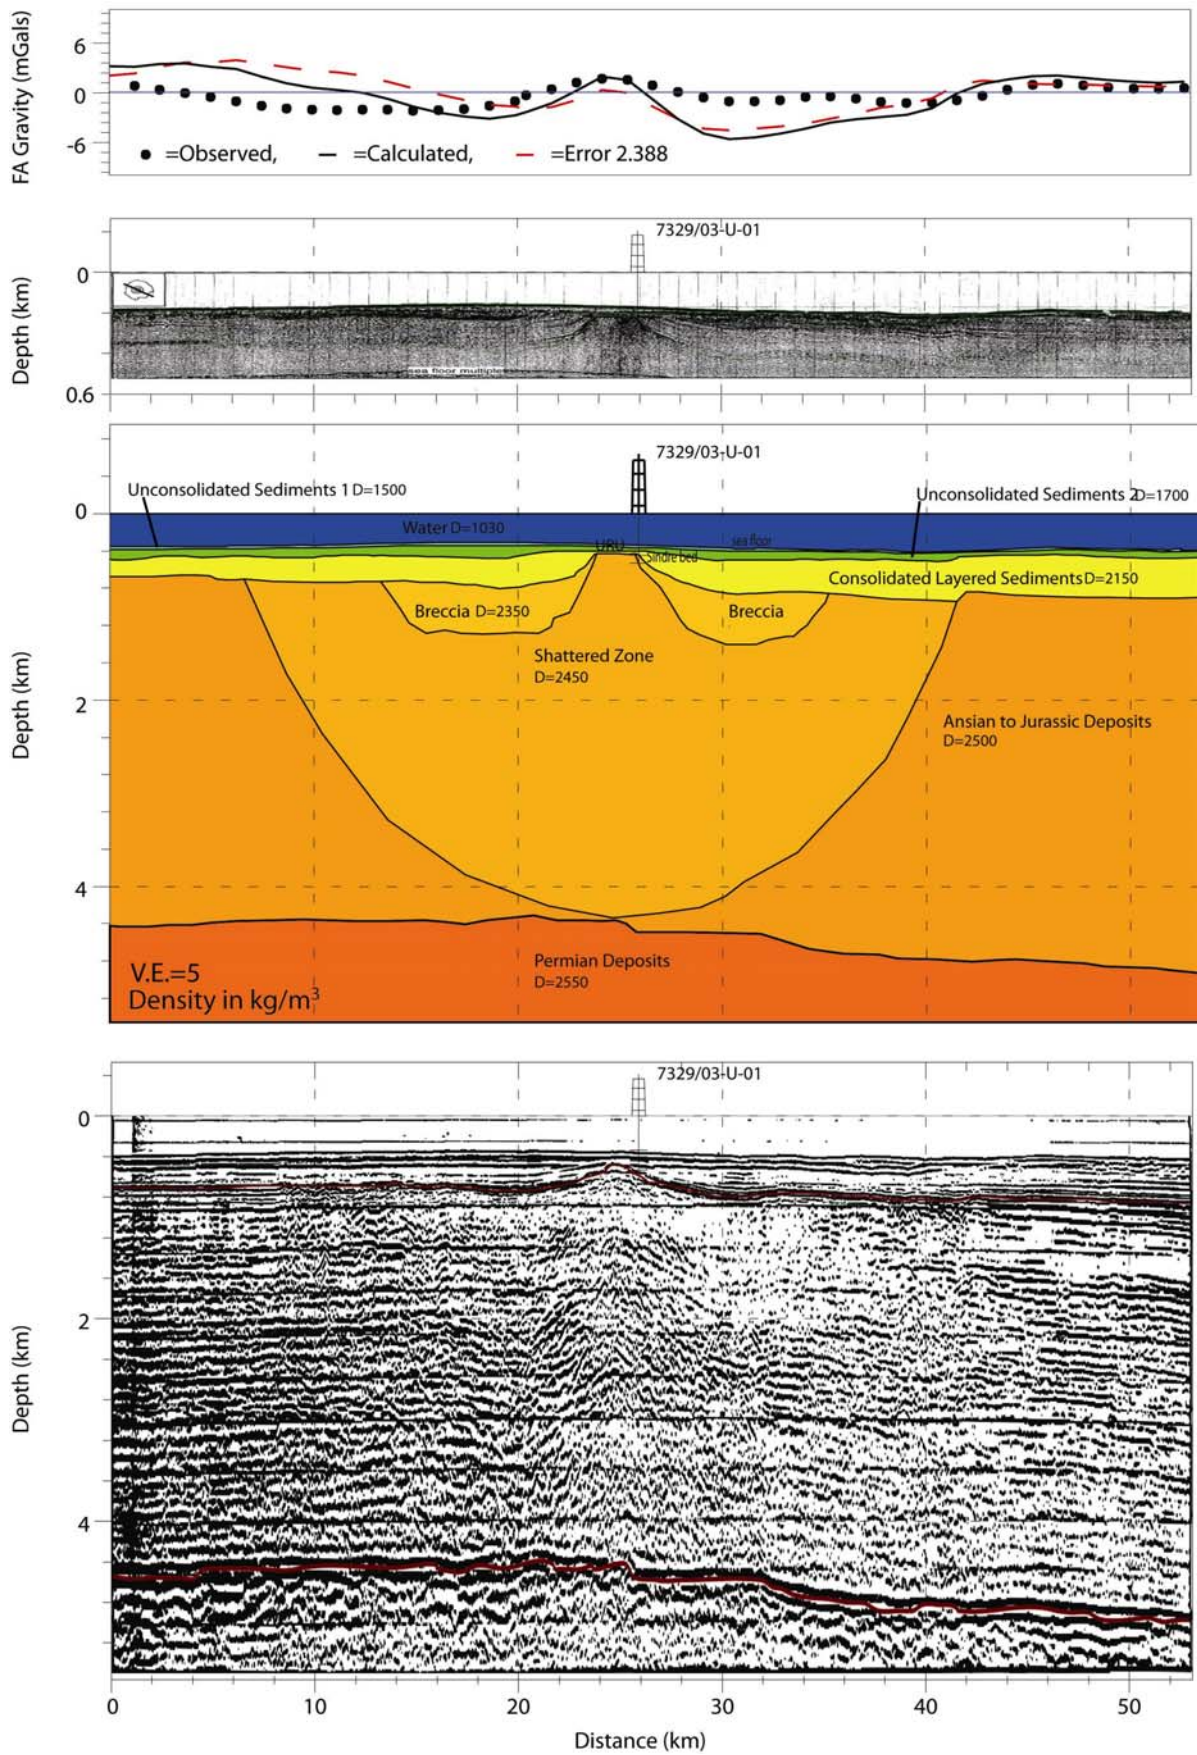 FA Gravity (mGals)
6
0
-6
=Observed, =Calculated, =Error 2.388
7329/03-U-01
Depth (km)
0
0.6
sea floor multiple
7329/03-U-01
Unconsolidated Sediments 1 D=1500
Unconsolidated Sediments 2 D=1700
Depth (km)
0
2
4
Water D=1030
sea floor
URU
Sindre bed
Consolidated Layered Sediments D=2150
Breccia D=2350
Breccia
Shattered Zone
D=2450
Ansian to Jurassic Deposits
D=2500
Permian Deposits
D=2550
V.E.=5
Density in kg/m³
7329/03-U-01
Depth (km)
0
2
4
0 10 20 30 40 50
Distance (km)